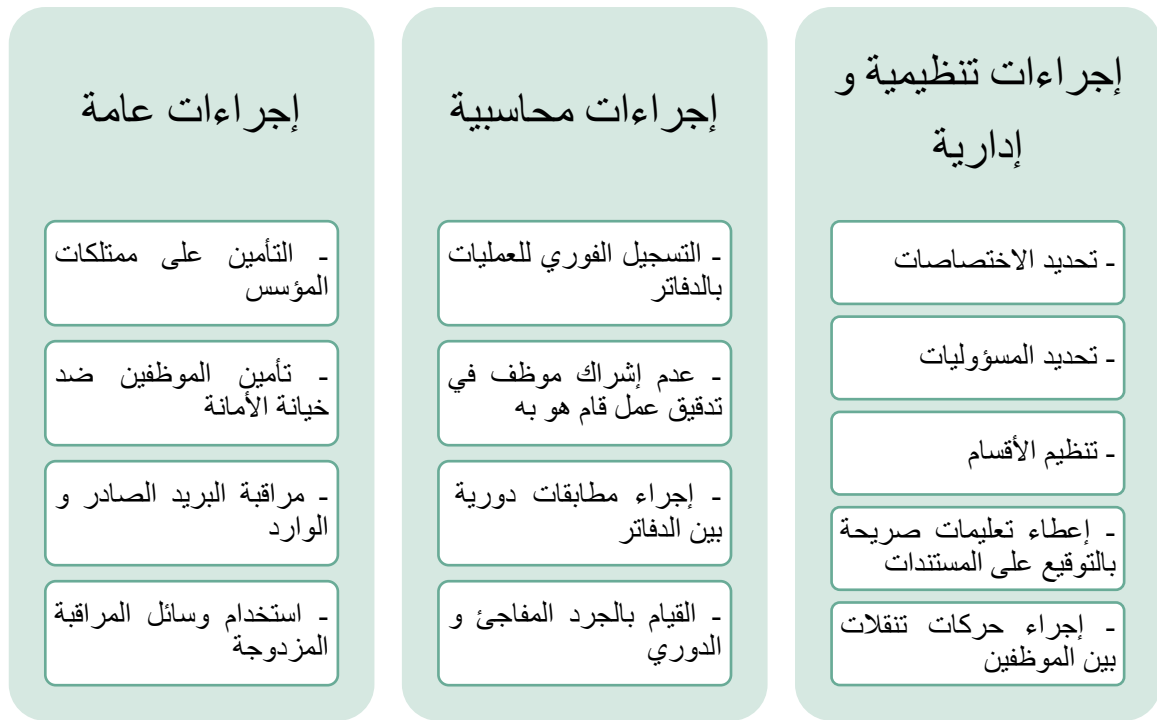 إجراءات تنظيمية و
إدارية
- تحديد الاختصاصات
- تحديد المسؤوليات
- تنظيم الأقسام
- إعطاء تعليمات صريحة
بالتوقيع على المستندات
- إجراء حركات تنقلات
بين الموظفين
إجراءات محاسبية
- التسجيل الفوري للعمليات
بالدفاتر
- عدم إشراك موظف في
تدقيق عمل قام هو به
- إجراء مطابقات دورية
بين الدفاتر
- القيام بالجرد المفاجئ و
الدوري
إجراءات عامة
- التأمين على ممتلكات
المؤسس
- تأمين الموظفين ضد
خيانة الأمانة
- مراقبة البريد الصادر و
الوارد
- استخدام وسائل المراقبة
المزدوجة